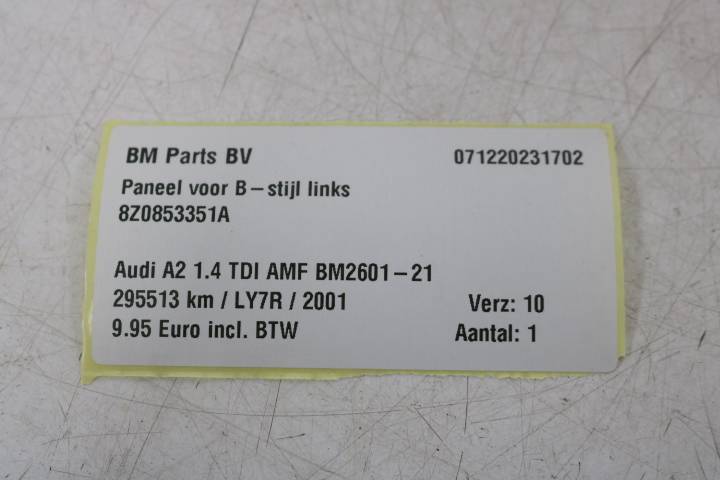 BM Parts BV 071220231702
Paneel voor B-stijl links
8Z0853351A
Audi A2 1.4 TDI AMF BM2601-21
295513 km / LY7R / 2001 Verz: 10
9.95 Euro incl. BTW Aantal: 1